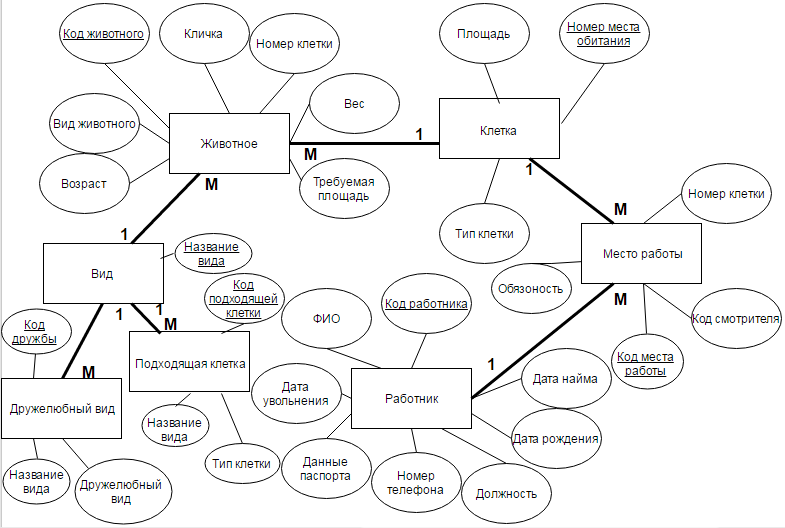 Код животного
Кличка
Номер клетки
Площадь
Номер места
обитания
Вид животного
Вес
Животное
Клетка
М
1
Возраст
М
Требуемая
площадь
1
М
Номер клетки
1
Название
вида
Тип клетки
Место работы
Вид
Код
подходящей
клетки
Обязоность
М
Код смотрителя
1
1
М
Код
дружбы
ФИО
Код работника
Подходящая клетка
1
Код места
работы
М
Дружелюбный вид
Название
вида
Дата
увольнения
Работник
Дата найма
Дата рождения
Название
вида
Дружелюбный
вид
Тип клетки
Данные
паспорта
Номер
телефона
Должность